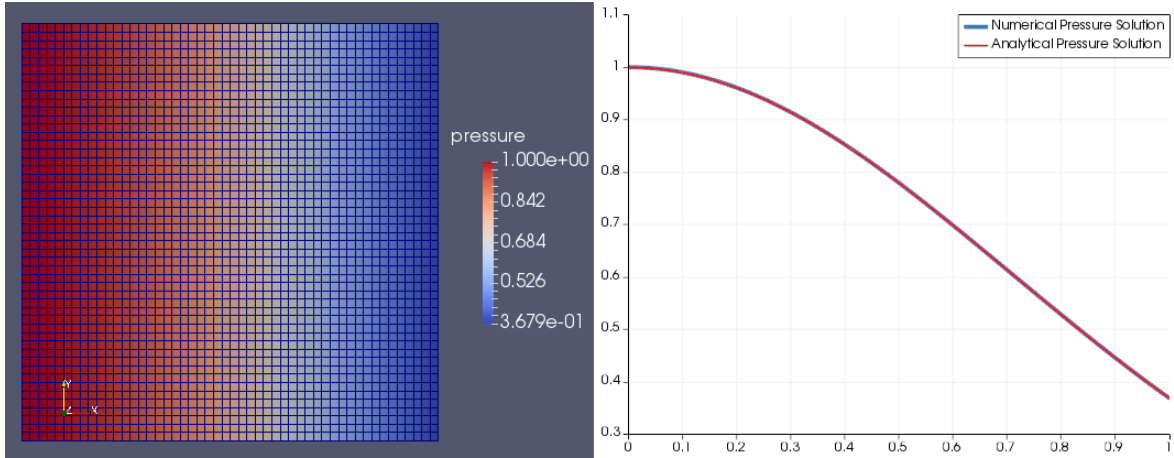 pressure
1.000e+00
0.842
0.684
0.526
3.679e-01
Y
Z X
1.1
1
0.9
0.8
0.7
0.6
0.5
0.4
0.3
0 0.1 0.2 0.3 0.4 0.5 0.6 0.7 0.8 0.9 1
Numerical Pressure Solution
Analytical Pressure Solution